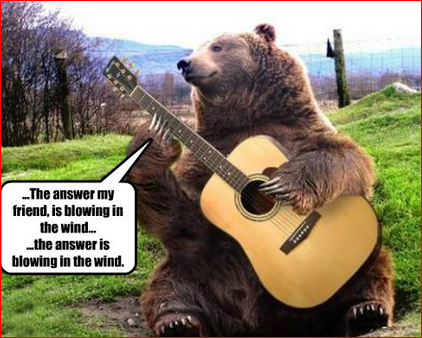 ...The answer my
friend, is blowing in
the wind...
...the answer is
blowing in the wind.